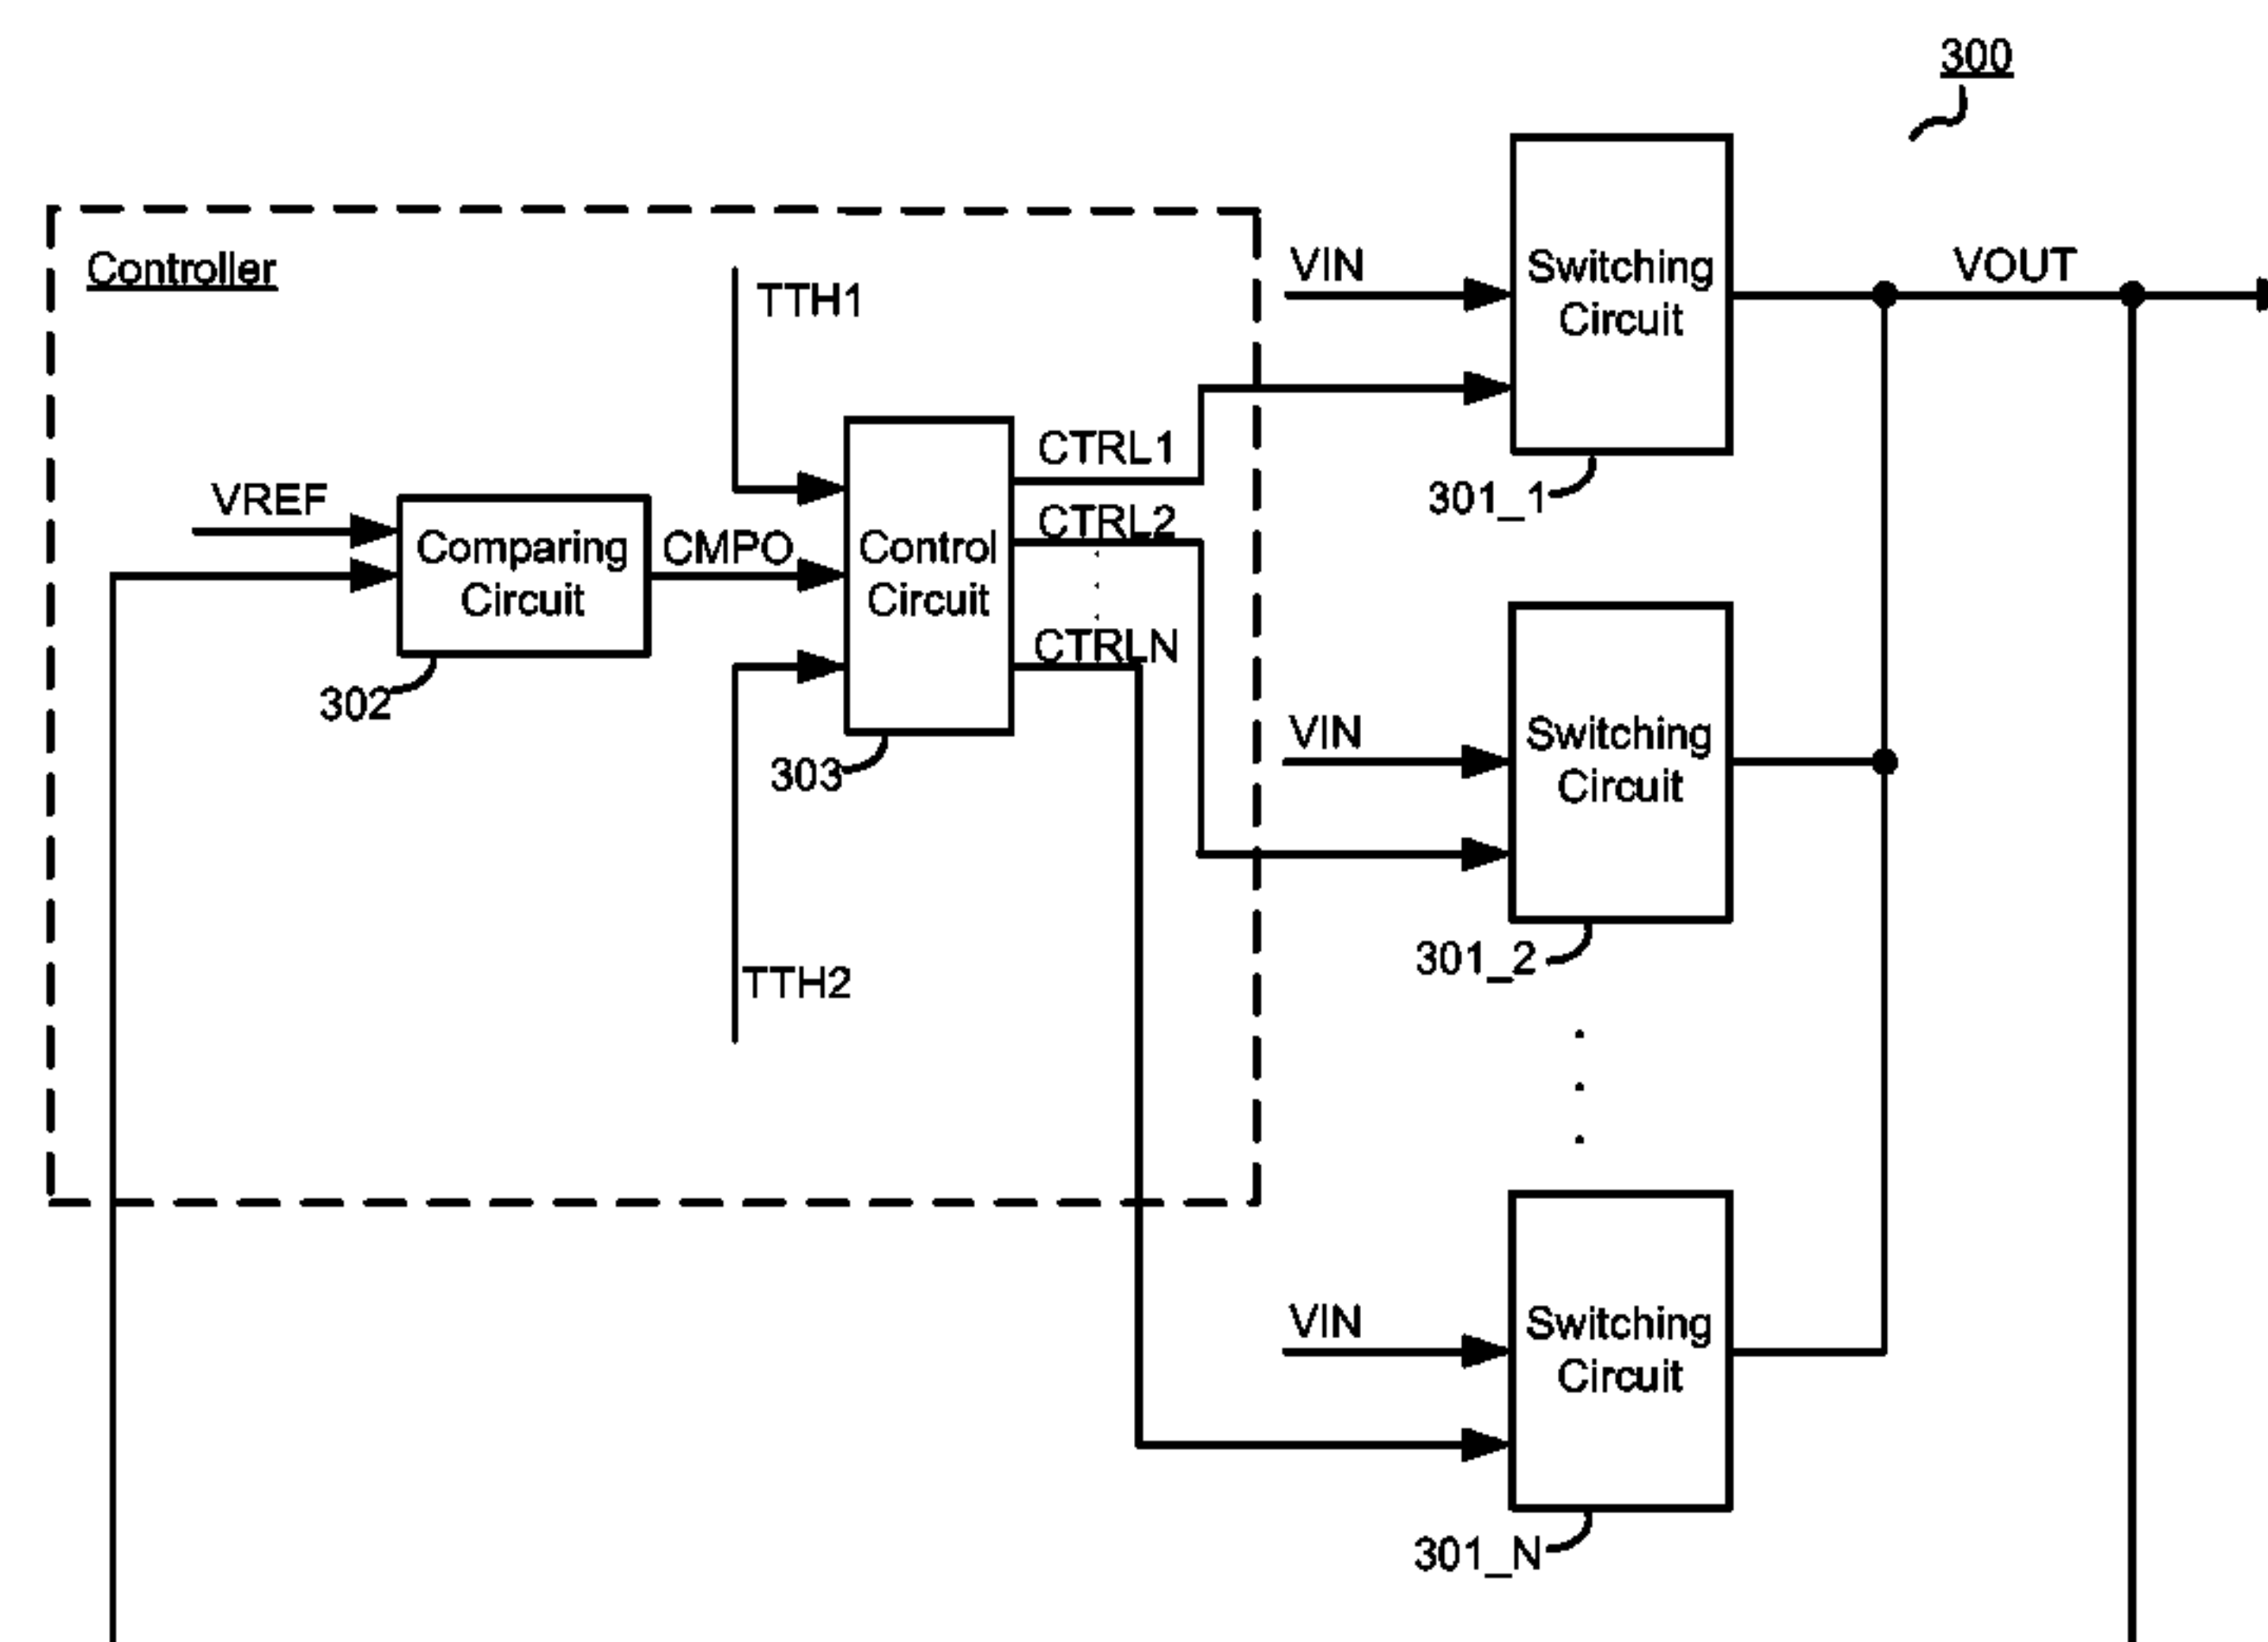 300
Controller
TTH1
VIN
Switching
Circuit
VOUT
CTRL1
301_1
VREF
Comparing
Circuit
CMPO
Control
Circuit
CTRL2
CTRLN
302
303
VIN
Switching
Circuit
301_2
TTH2
VIN
Switching
Circuit
301_N